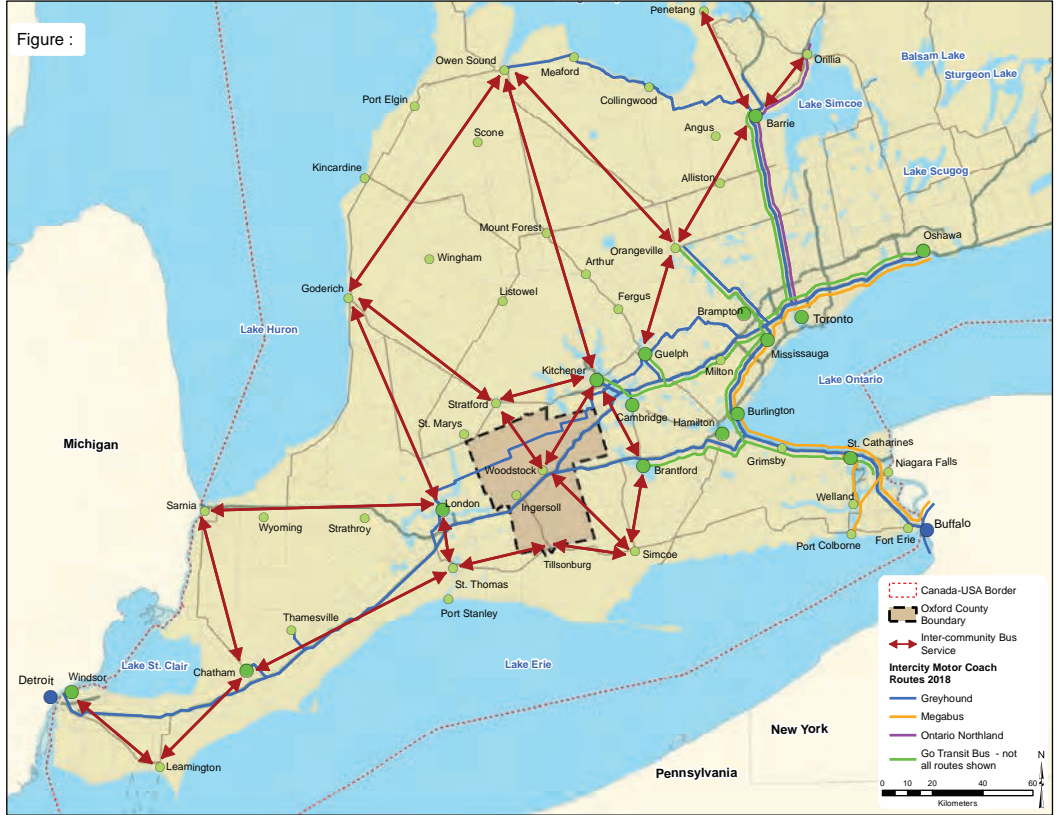 Figure :
Penetang
Orillia
Balsam Lake
Sturgeon Lake
Owen Sound
Meaford
Collingwood
Lake Simcoe
Port Elgin
Barrie
Angus
Scone
Kincardine
Alliston
Lake Scugog
Mount Forest
Oshawa
Orangeville
Wingham
Arthur
Goderich
Listowel
Fergus
Brampton
Toronto
Lake Huron
Guelph
Mississauga
Kitchener
Milton
Lake Ontario
Stratford
Cambridge
Burlington
St. Marys
Hamilton
Michigan
St. Catharines
Grimsby
Niagara Falls
Woodstock
Brantford
Welland
Sarnia
London
Ingersoll
Wyoming
Strathroy
Buffalo
Port Colborne
Fort Erie
Simcoe
Tillsonburg
St. Thomas
Port Stanley
Thamesville
Lake St. Clair
Lake Erie
Chatham
Detroit
Windsor
Leamington
New York
Pennsylvania
Canada-USA Border
Oxford County
Boundary
Inter-community Bus
Service
Intercity Motor Coach
Routes 2018
Greyhound
Megabus
Ontario Northland
Go Transit Bus - not
all routes shown
N
0 10 20 40 60
Kilometers